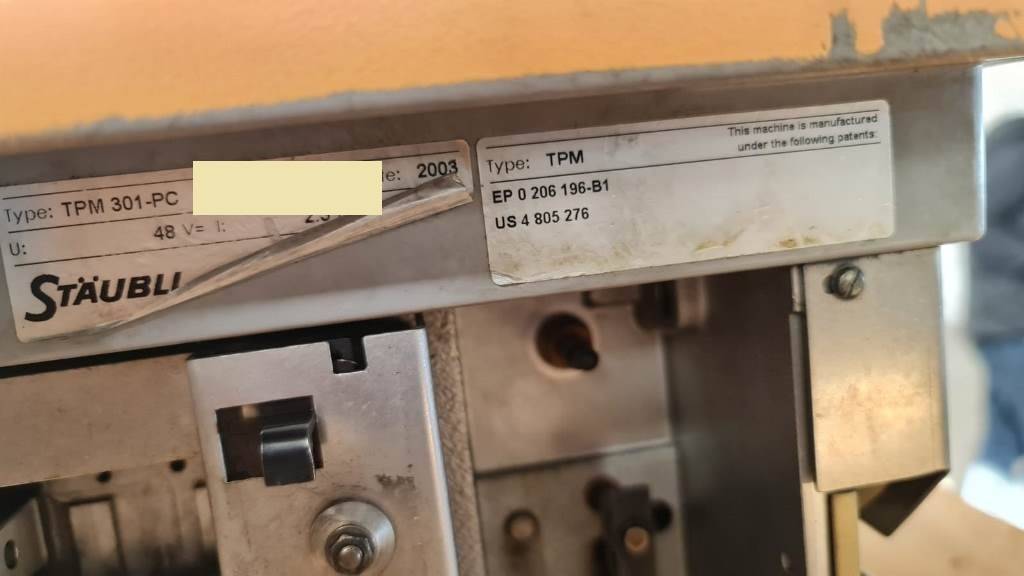 Type: TPM 301-PC
2003
U: 48 V= I:
STÄUBLI
This machine is manufactured
under the following patents:
Type: TPM
EP 0 206 196-B1
US 4 805 276